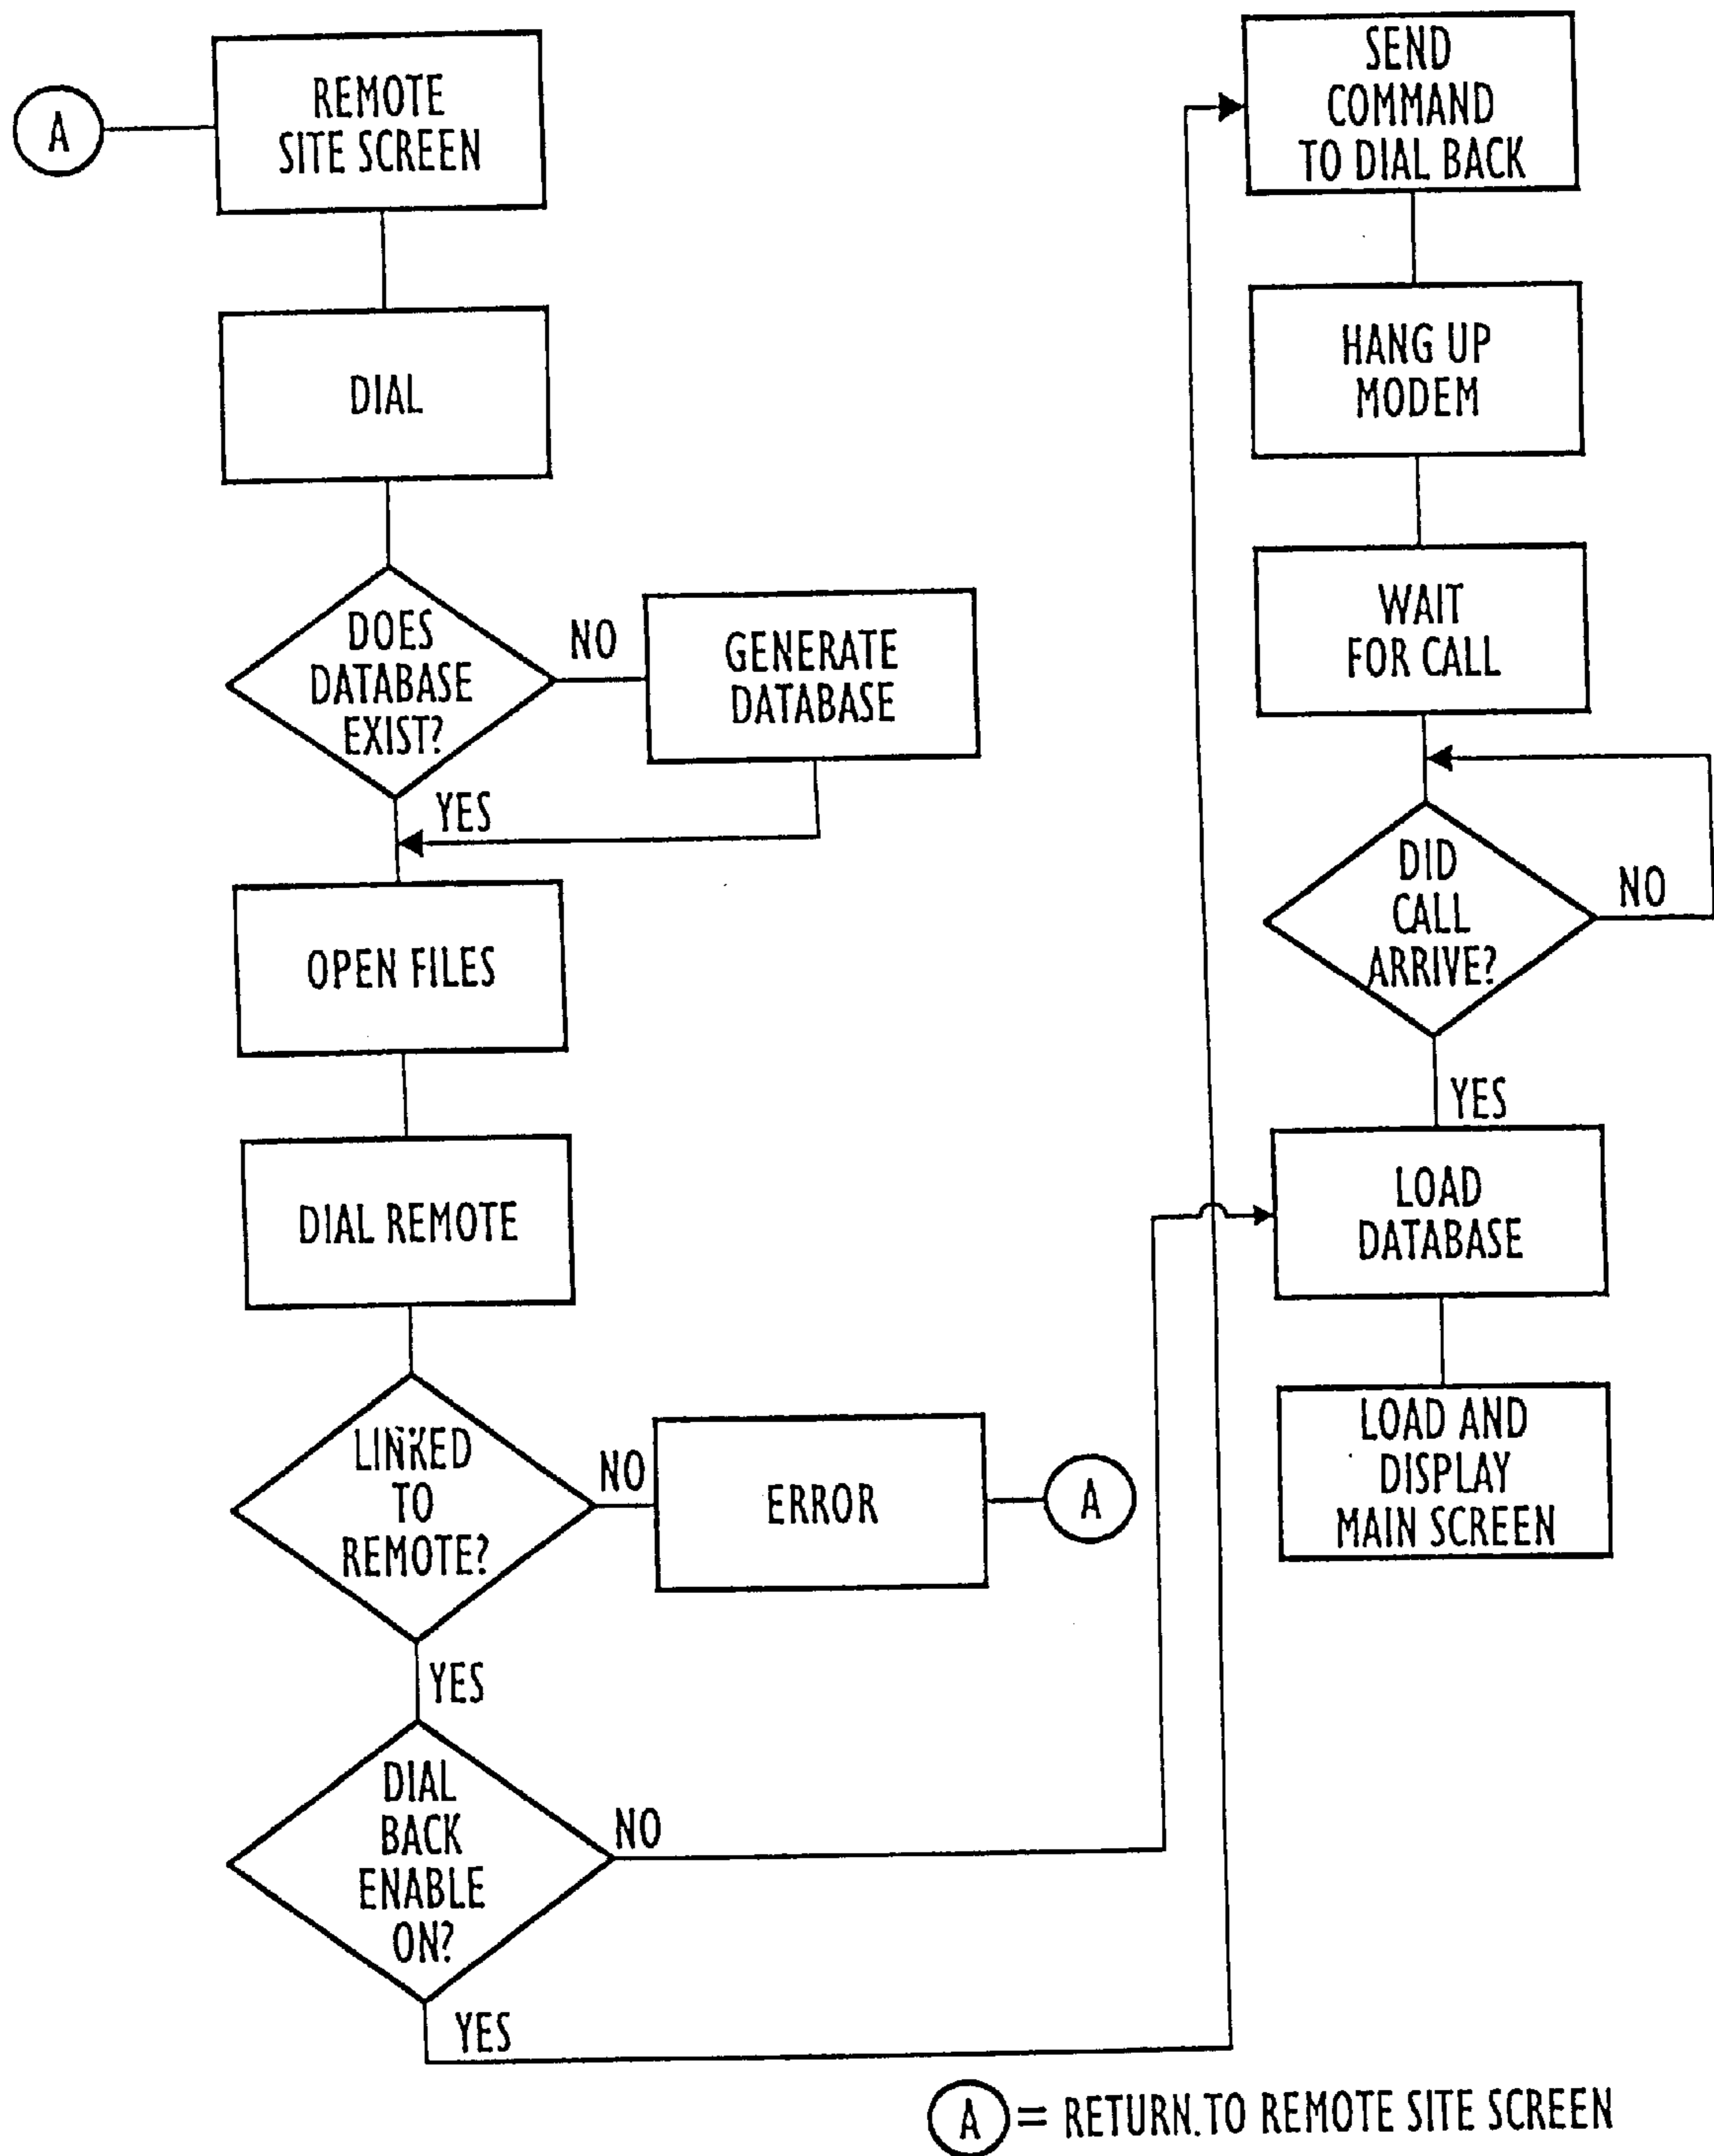 A
REMOTE
SITE SCREEN
DIAL
DOES
DATABASE
EXIST?
NO
GENERATE
DATABASE
YES
OPEN FILES
DIAL REMOTE
LINKED
TO
REMOTE?
NO
ERROR
A
YES
DIAL
BACK
ENABLE
ON?
NO
YES
SEND
COMMAND
TO DIAL BACK
HANG UP
MODEM
WAIT
FOR CALL
DID
CALL
ARRIVE?
NO
YES
LOAD
DATABASE
LOAD AND
DISPLAY
MAIN SCREEN
A = RETURN.TO REMOTE SITE SCREEN